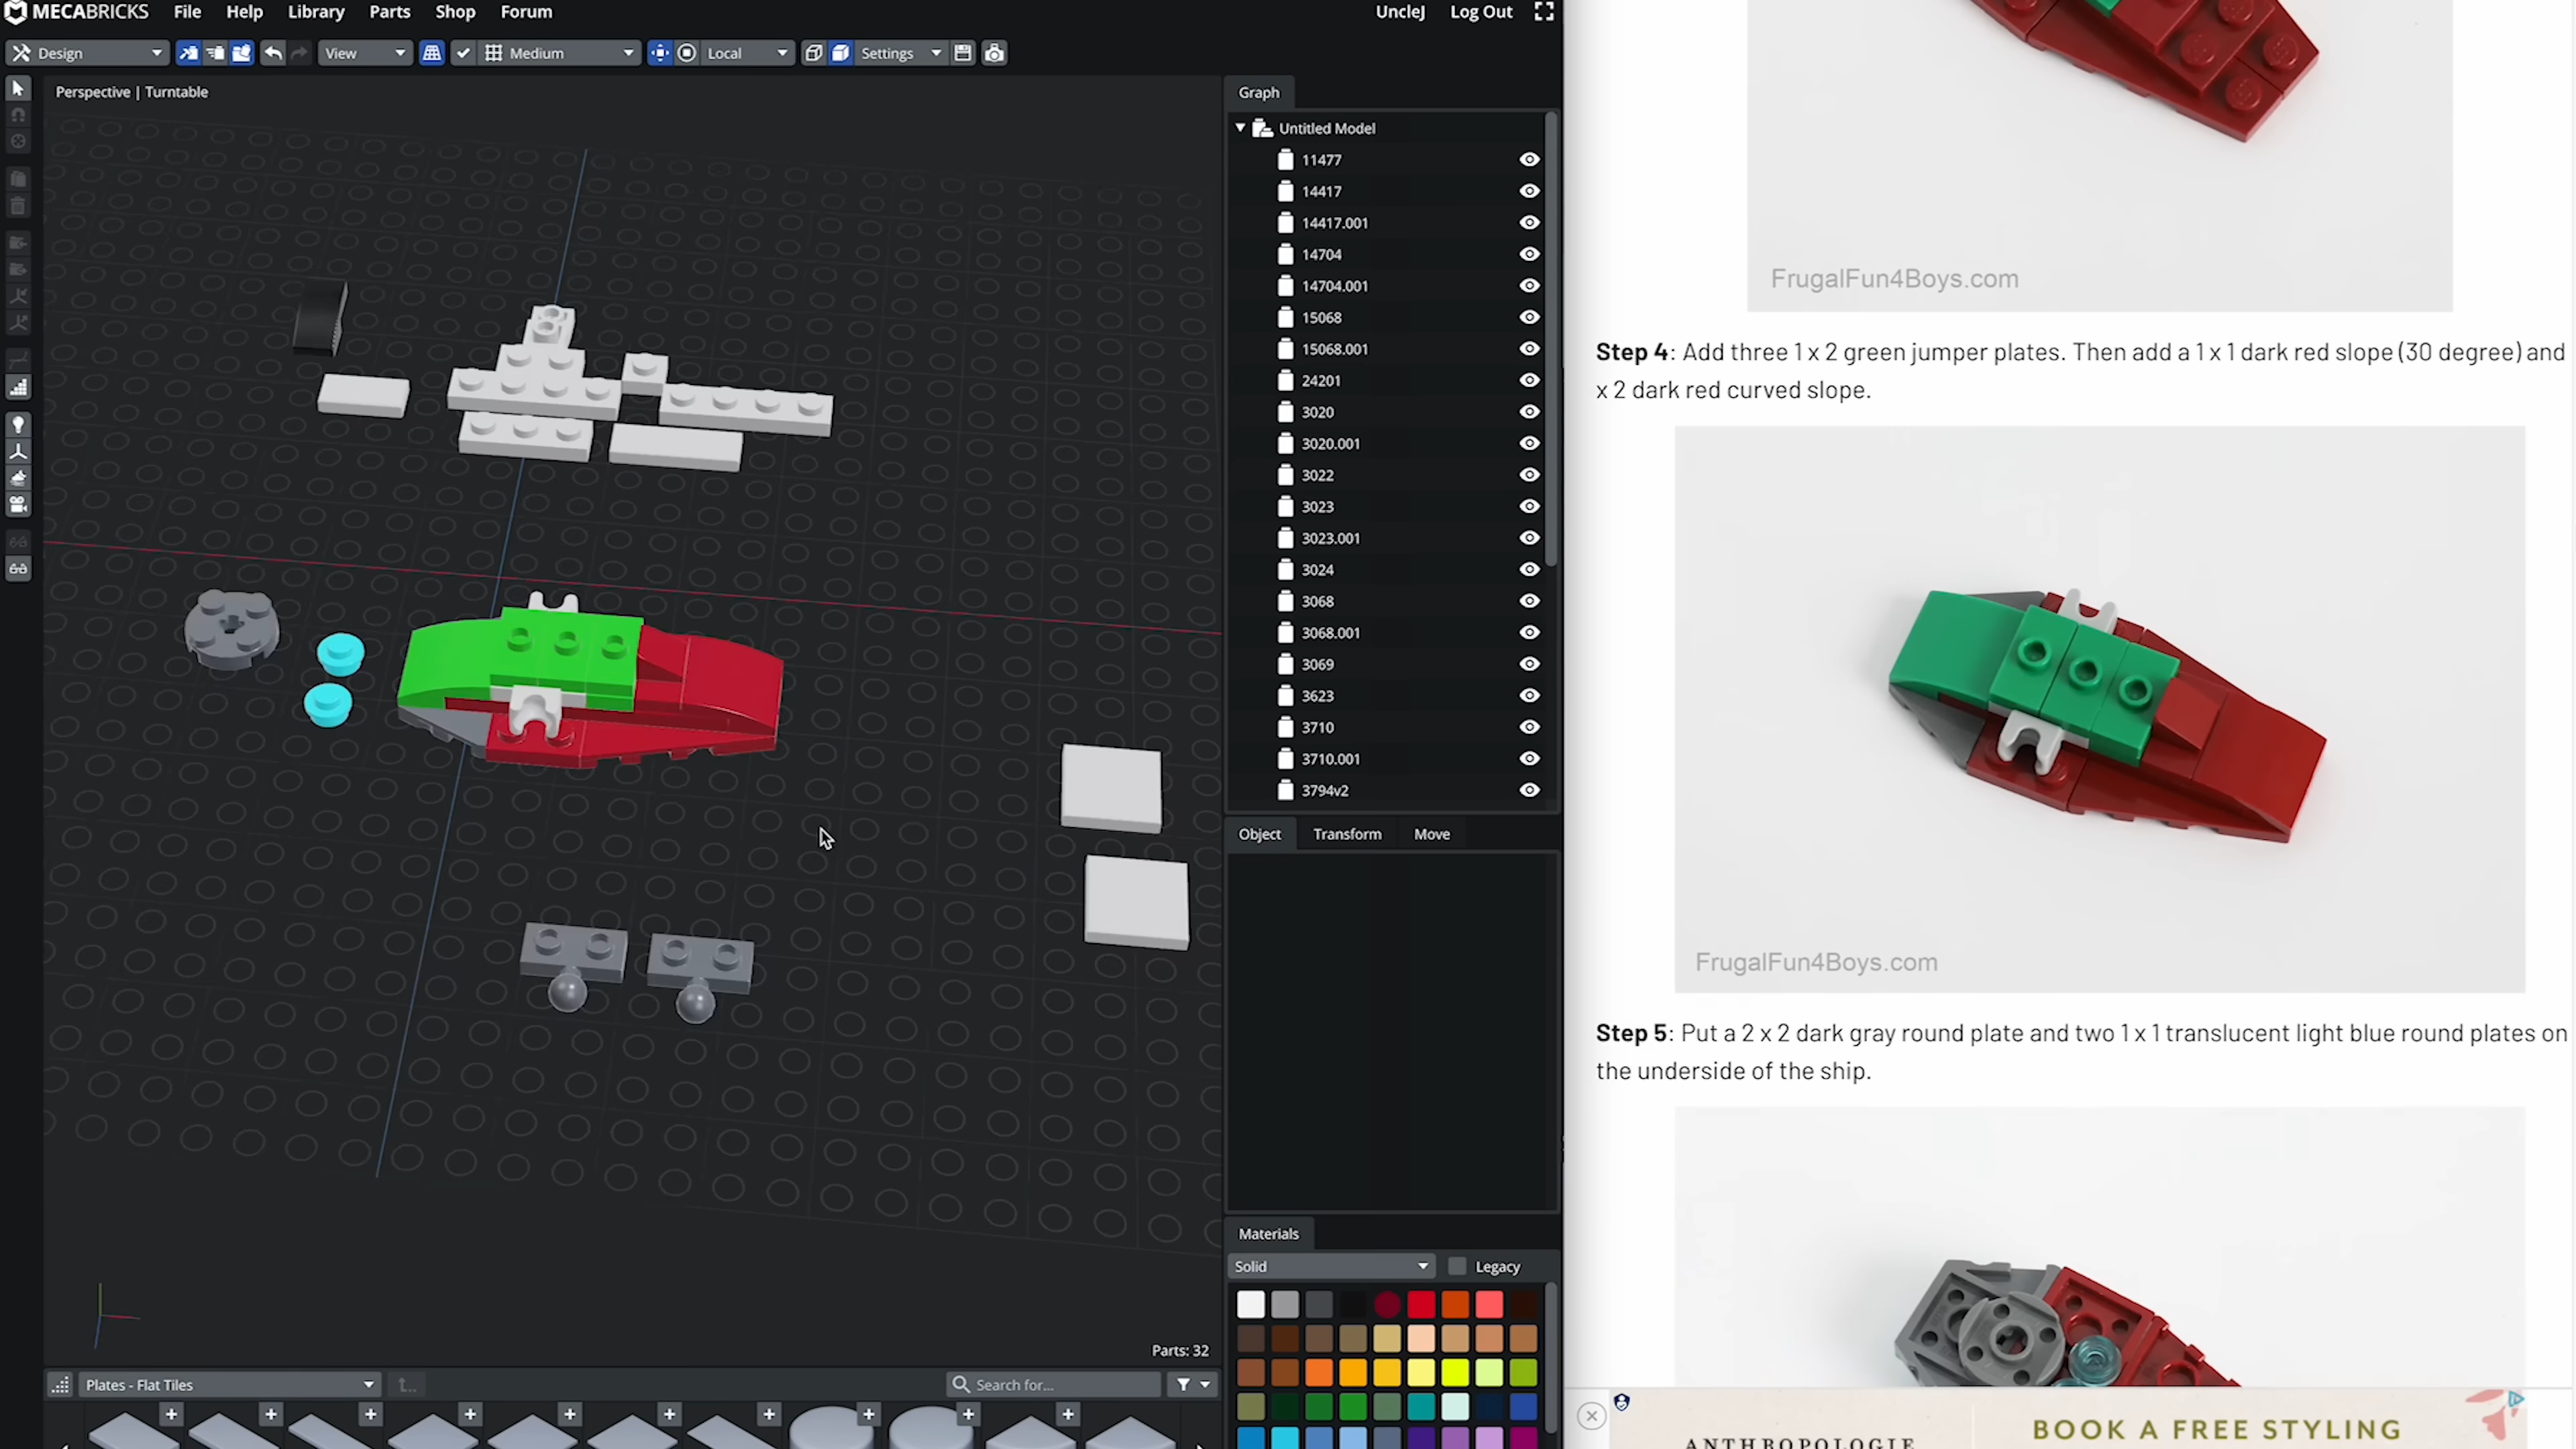 MECABRICKS File Help Library Parts Shop Forum UncleJ Log Out
Design View Medium Local Settings
Perspective | Turntable
Graph
Untitled Model
11477
14417
14417.001
14704
14704.001
15068
15068.001
24201
3020
3020.001
3022
3023
3023.001
3024
3068
3068.001
3069
3623
3710
3710.001
3794v2
Object Transform Move
Materials
Solid Legacy
Parts: 32
Plates - Flat Tiles Search for...
FrugalFun4Boys.com
Step 4: Add three 1 x 2 green jumper plates. Then add a 1 x 1 dark red slope (30 degree) and
x 2 dark red curved slope.
FrugalFun4Boys.com
Step 5: Put a 2 x 2 dark gray round plate and two 1 x 1 translucent light blue round plates on
the underside of the ship.
ANTHROPOLOGIE
BOOK A FREE STYLING